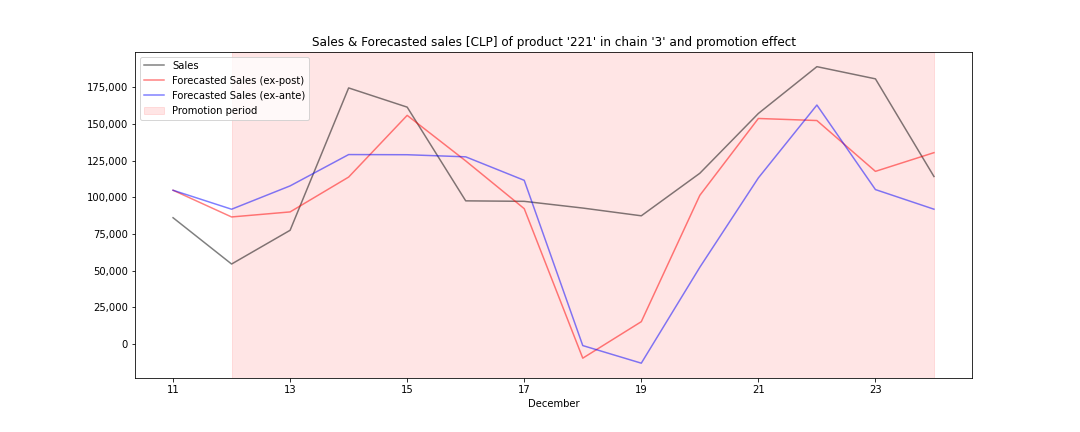 Sales & Forecasted sales [CLP] of product '221' in chain '3' and promotion effect
Sales
Forecasted Sales (ex-post)
Forecasted Sales (ex-ante)
Promotion period
175,000
150,000
125,000
100,000
75,000
50,000
25,000
0
11 13 15 17 19 21 23
December